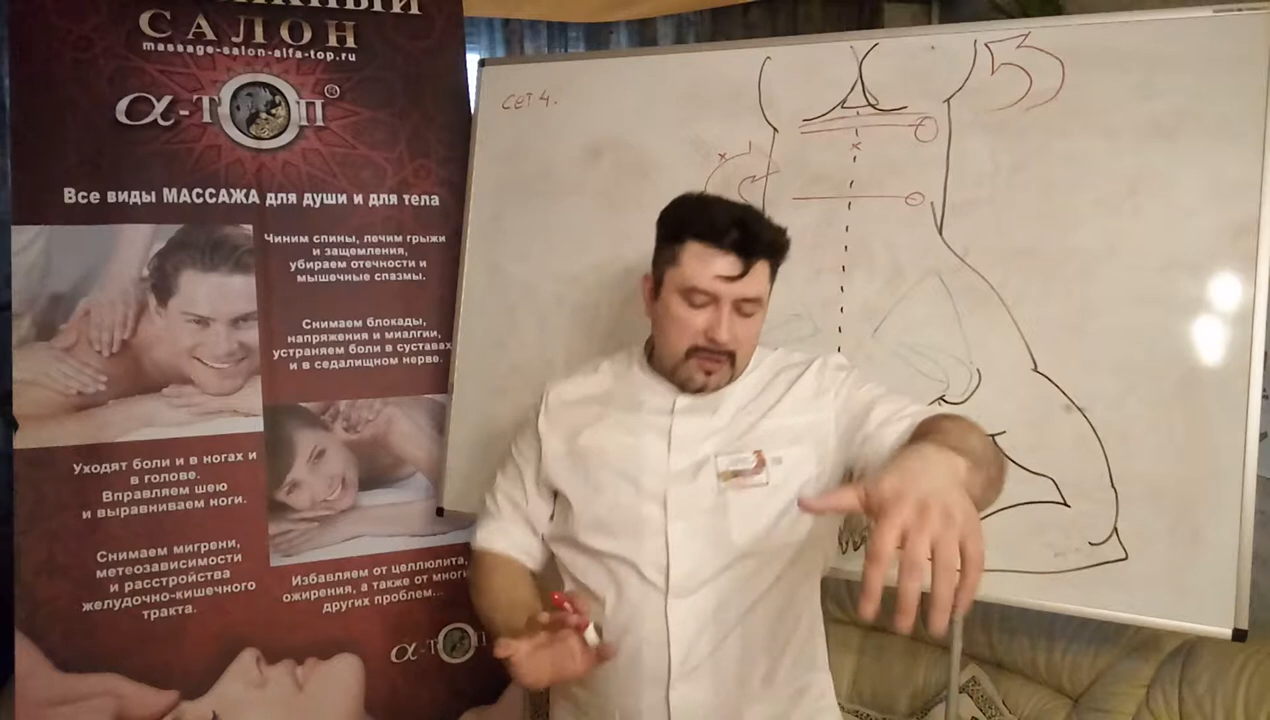 САЛОН
massage-salon-alfa-top.ru
α-ТОП®
Все виды МАССАЖА для души и для тела
Чиним спины, лечим грыжи
и защемления,
убираем отечности и
мышечные спазмы.
Снимаем блокады,
напряжения и миалгии,
устраняем боли в суставах
и в седалищном нерве.
Уходят боли и в ногах и
в голове.
Вправляем шею
и выравниваем ноги.
Снимаем мигрени,
метеозависимости
и расстройства
желудочно-кишечного
тракта.
Избавляем от целлюлита,
ожирения, а также от многи
других проблем...
α-ТОП
сет 4.